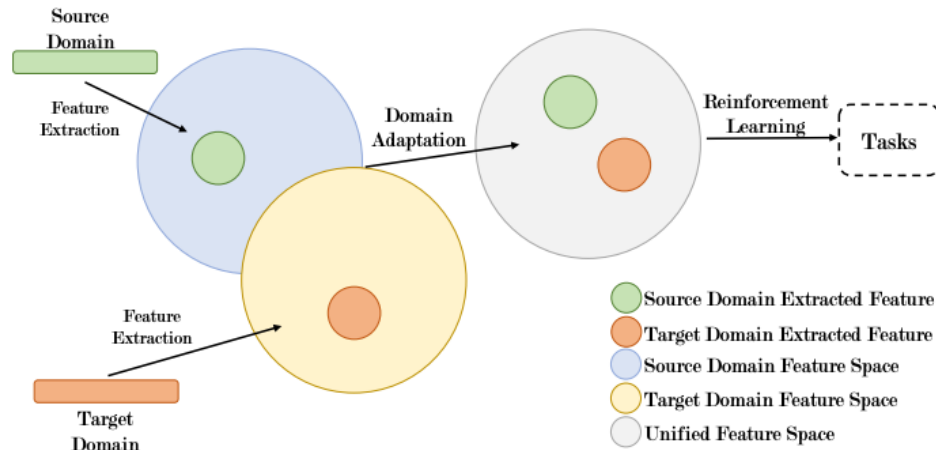 Source
Domain
Feature
Extraction
Domain
Adaptation
Reinforcement
Learning
Tasks
Feature
Extraction
Target
Domain
Source Domain Extracted Feature
Target Domain Extracted Feature
Source Domain Feature Space
Target Domain Feature Space
Unified Feature Space